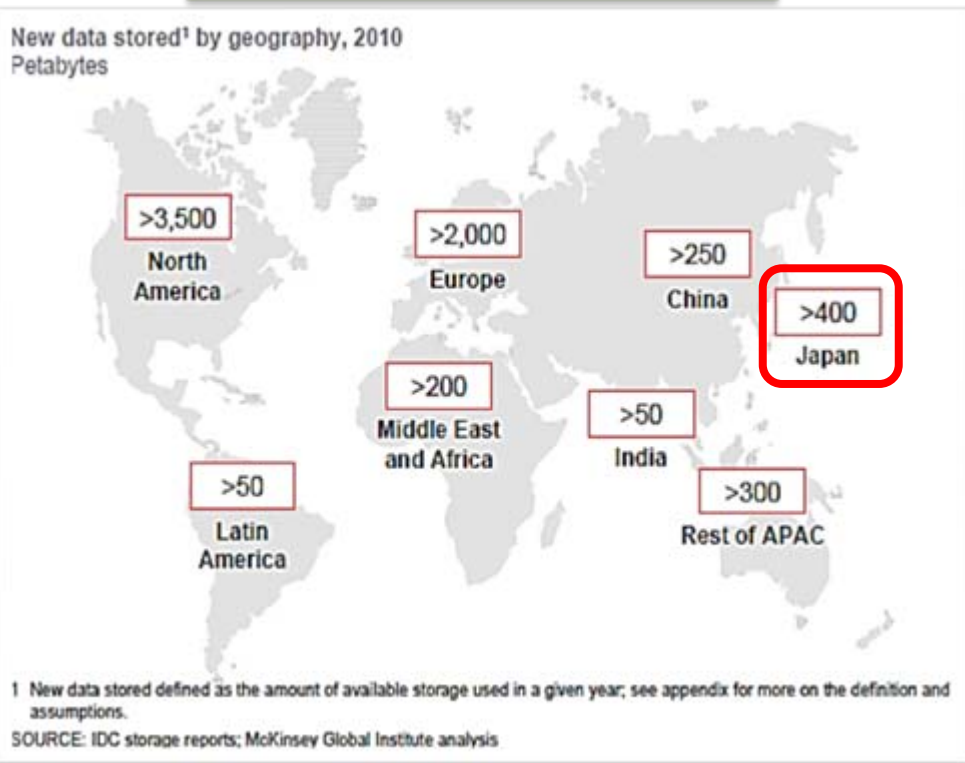 New data stored¹ by geography, 2010
Petabytes
>3,500
North
America
>2,000
Europe
>250
China
>400
Japan
>200
Middle East
and Africa
>50
India
>50
Latin
America
>300
Rest of APAC
1 New data stored defined as the amount of available storage used in a given year; see appendix for more on the definition and
assumptions.
SOURCE: IDC storage reports; McKinsey Global Institute analysis